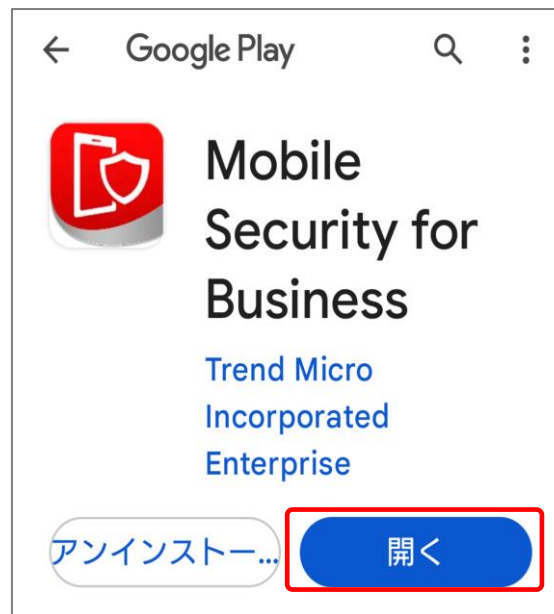 Google Play
Mobile
Security for
Business
Trend Micro
Incorporated
Enterprise
アンインストー...
開く